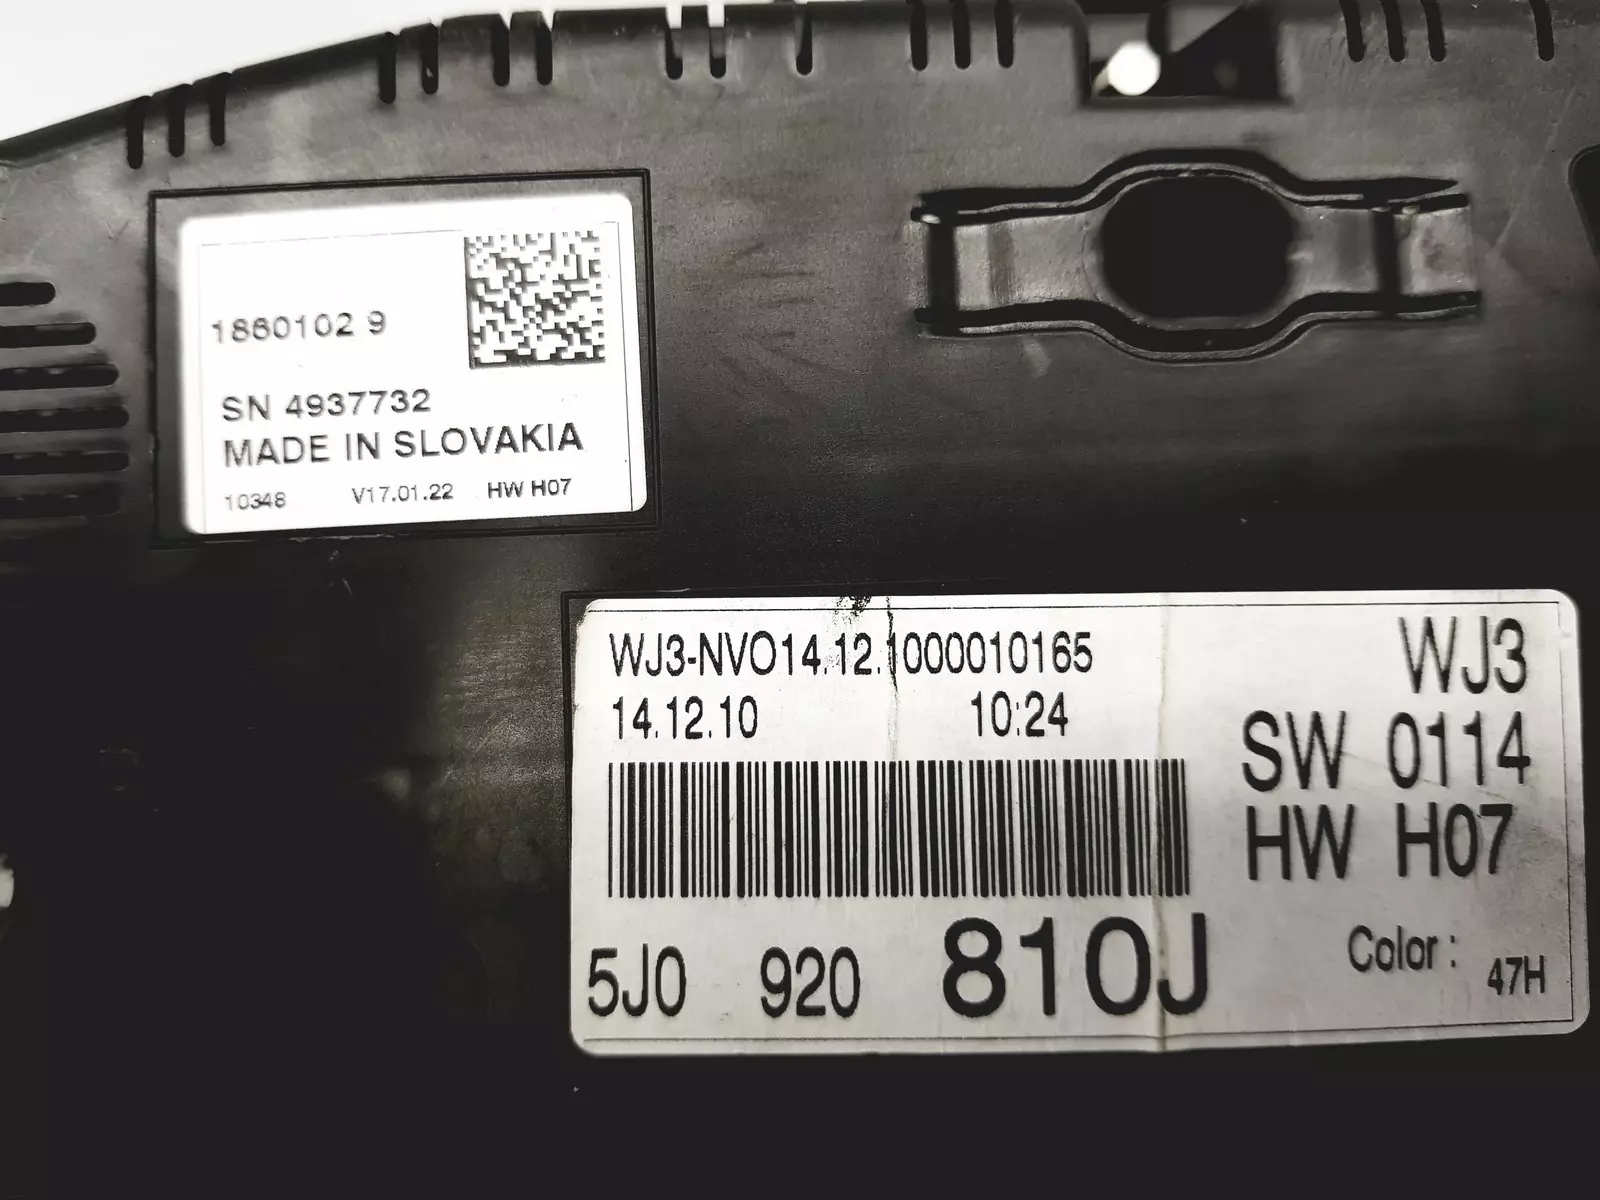 1880102 9
SN 4937732
MADE IN SLOVAKIA
10348 V17.01.22 HW H07
WJ3-NVO14.12.1000010165
14.12.10 10:24
WJ3
SW 0114
HW H07
5J0 920 810J
Color: 47H